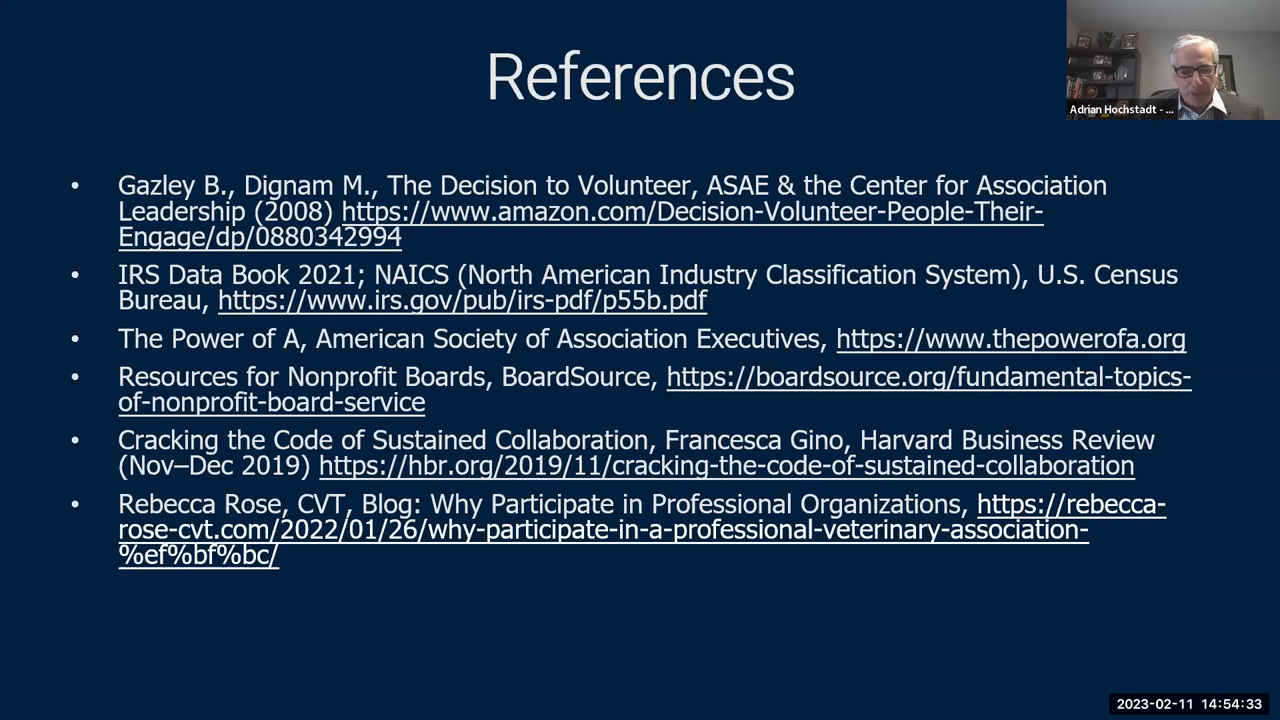 References
Adrian Hochstadt - ...
• Gazley B., Dignam M., The Decision to Volunteer, ASAE & the Center for Association
Leadership (2008) https://www.amazon.com/Decision-Volunteer-People-Their-
Engage/dp/0880342994
• IRS Data Book 2021; NAICS (North American Industry Classification System), U.S. Census
Bureau, https://www.irs.gov/pub/irs-pdf/p55b.pdf
• The Power of A, American Society of Association Executives, https://www.thepowerofa.org
• Resources for Nonprofit Boards, BoardSource, https://boardsource.org/fundamental-topics-
of-nonprofit-board-service
• Cracking the Code of Sustained Collaboration, Francesca Gino, Harvard Business Review
(Nov–Dec 2019) https://hbr.org/2019/11/cracking-the-code-of-sustained-collaboration
• Rebecca Rose, CVT, Blog: Why Participate in Professional Organizations, https://rebecca-
rose-cvt.com/2022/01/26/why-participate-in-a-professional-veterinary-association-
%ef%bf%bc/
2023-02-11 14:54:33